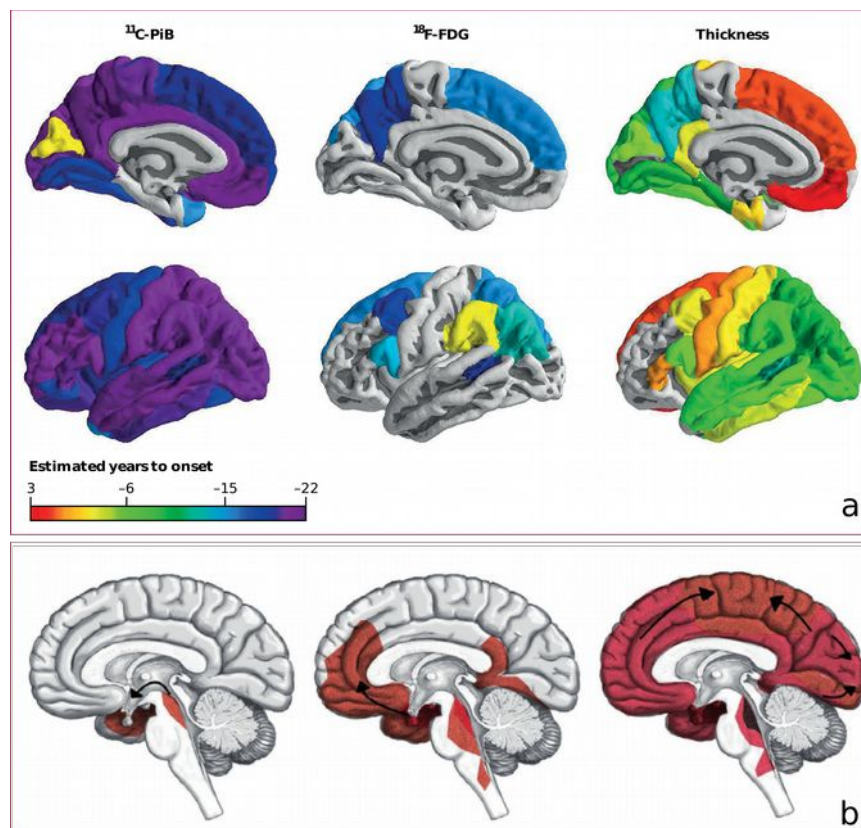 ¹¹C-PiB ¹⁸F-FDG Thickness
Estimated years to onset
3 –6 –15 –22
a
b